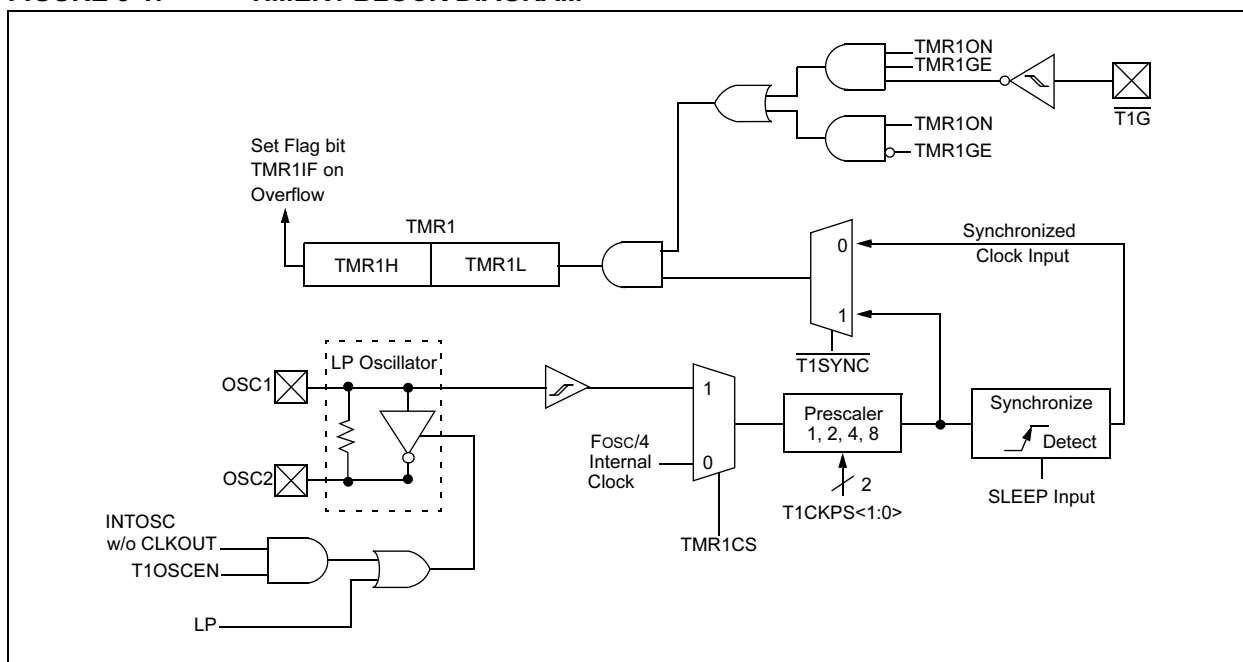 TMR1ON
TMR1GE
T1G
TMR1ON
TMR1GE
Set Flag bit
TMR1IF on
Overflow
TMR1
TMR1H
TMR1L
0
Synchronized
Clock Input
1
T1SYNC
LP Oscillator
OSC1
OSC2
1
FOSC/4
Internal
Clock
0
TMR1CS
Prescaler
1, 2, 4, 8
2
T1CKPS<1:0>
Synchronize
Detect
SLEEP Input
INTOSC
w/o CLKOUT
T1OSCEN
LP